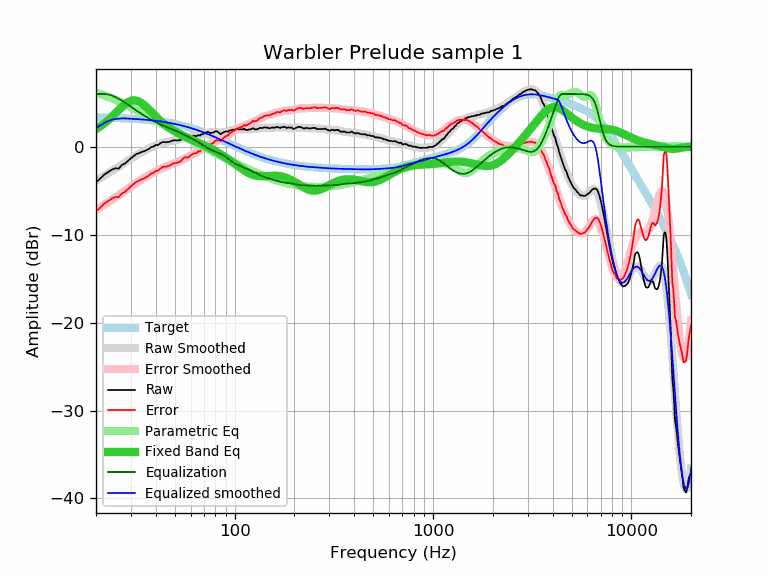 Warbler Prelude sample 1
Amplitude (dBr)
0
−10
−20
−30
−40
Target
Raw Smoothed
Error Smoothed
Raw
Error
Parametric Eq
Fixed Band Eq
Equalization
Equalized smoothed
100 1000 10000
Frequency (Hz)